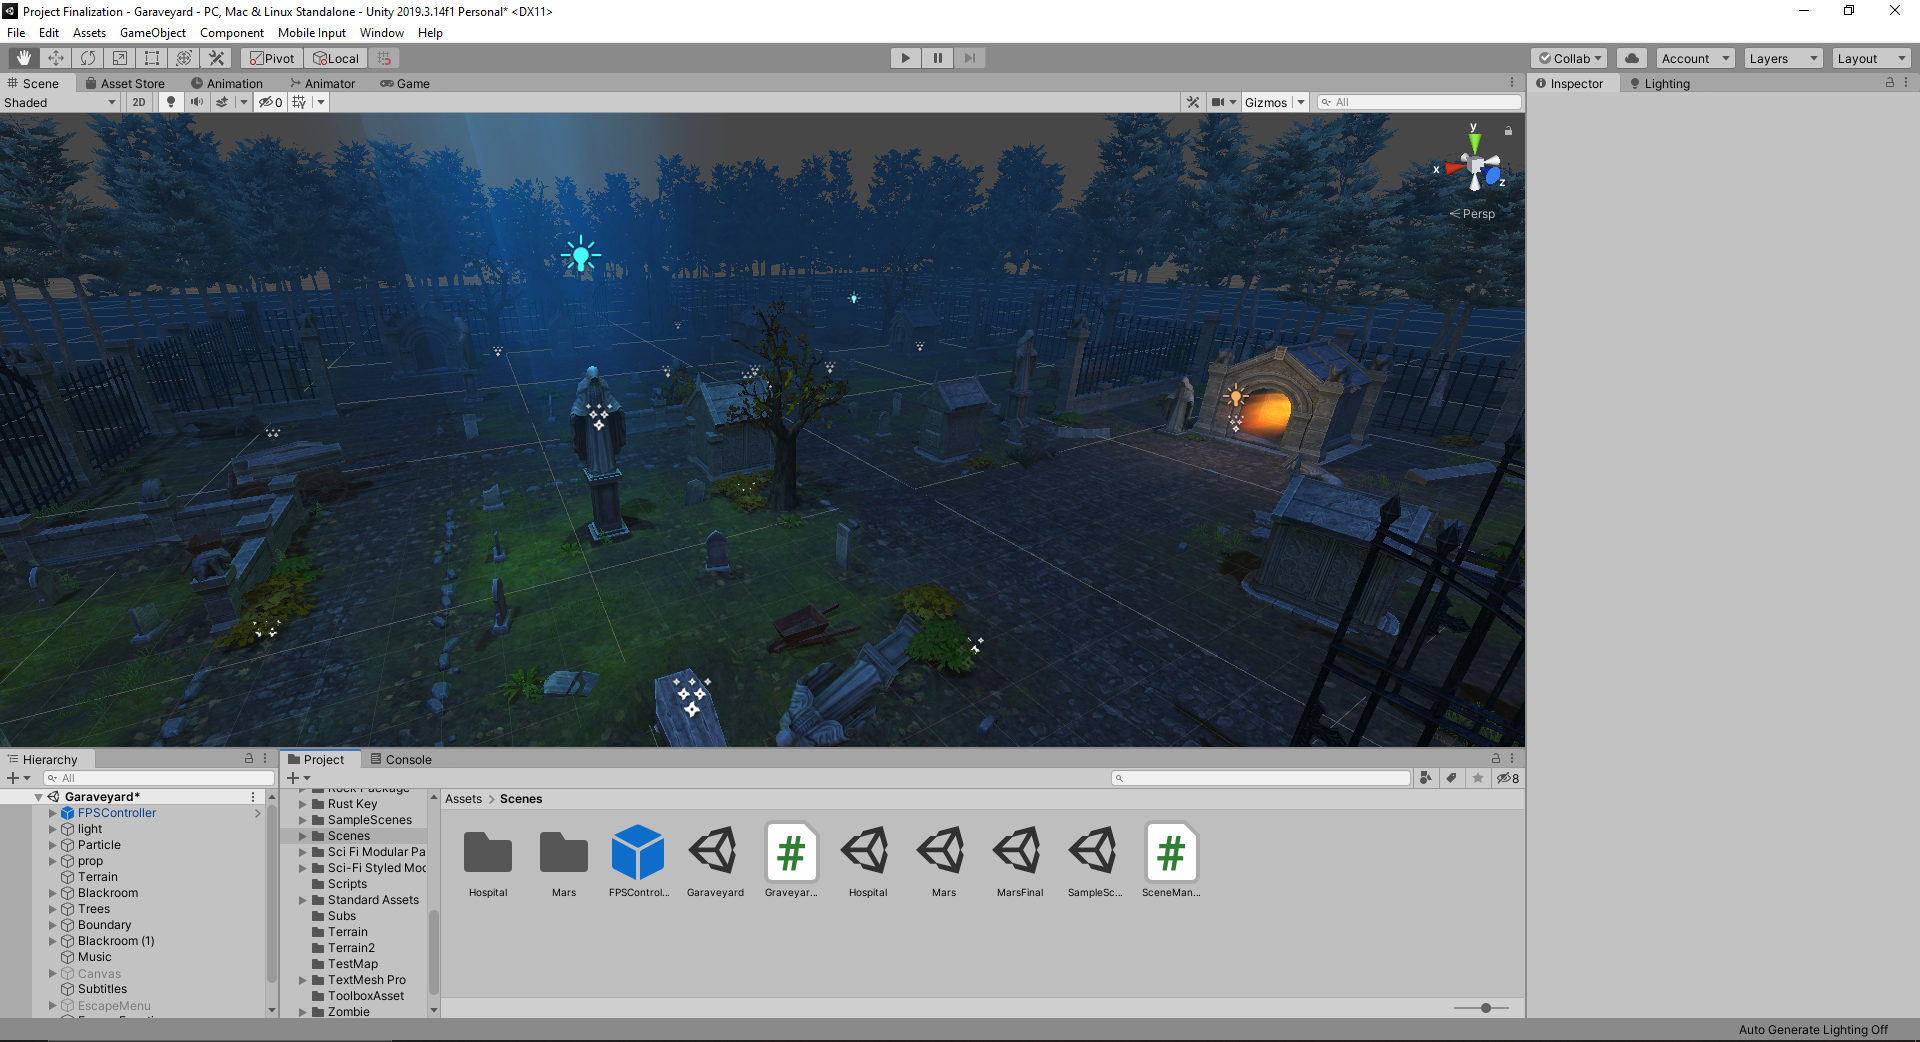 Project Finalization - Garaveyard - PC, Mac & Linux Standalone - Unity 2019.3.14f1 Personal* <DX11>
File Edit Assets GameObject Component Mobile Input Window Help
Pivot Local Collab Account Layers Layout
Scene Asset Store Animation Animator Game Inspector Lighting
Shaded 2D 0 Gizmos All
y
x
z
Persp
Hierarchy
All
Garaveyard*
FPSController
light
Particle
prop
Terrain
Blackroom
Trees
Boundary
Blackroom (1)
Music
Canvas
Subtitles
EscapeMenu
Project Console
8
Rock Package
Rust Key
SampleScenes
Scenes
Sci Fi Modular Pa
Sci-Fi Styled Moc
Scripts
Standard Assets
Subs
Terrain
Terrain2
TestMap
TextMesh Pro
ToolboxAsset
Zombie
Assets > Scenes
Hospital Mars FPSControl... Garaveyard Graveyar... Hospital Mars MarsFinal SampleSc... SceneMan...
Auto Generate Lighting Off